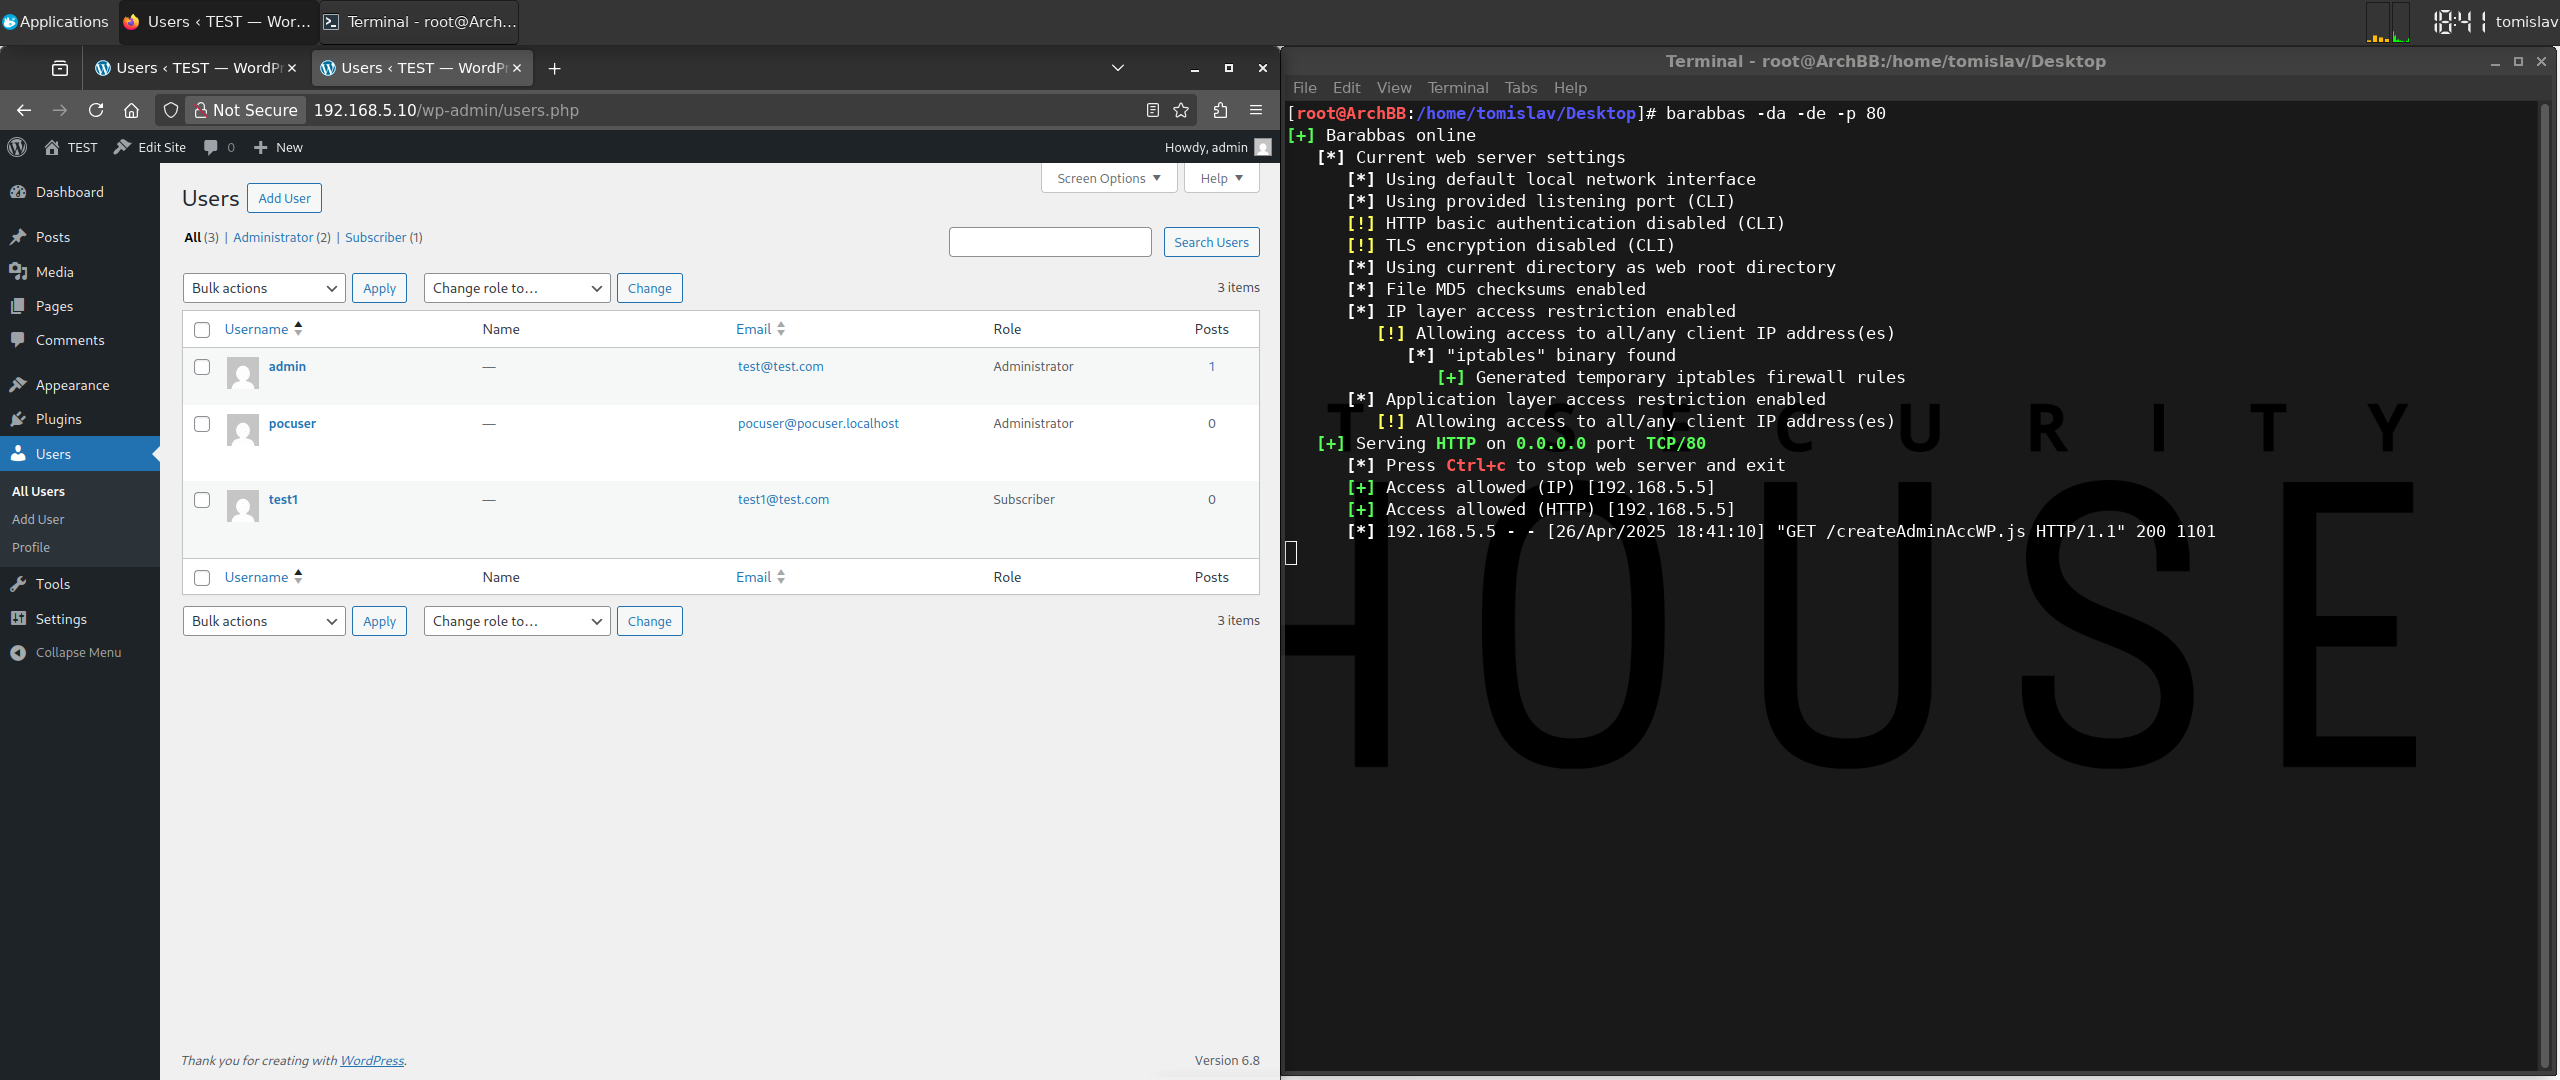 Applications
Users ‹ TEST — Wor...
Terminal - root@Arch...
18:41
tomislav
Users ‹ TEST — WordP
Users ‹ TEST — WordP
Not Secure
192.168.5.10/wp-admin/users.php
TEST
Edit Site
0
New
Howdy, admin
Dashboard
Posts
Media
Pages
Comments
Appearance
Plugins
Users
All Users
Add User
Profile
Tools
Settings
Collapse Menu
Screen Options
Help
Users
Add User
All (3) | Administrator (2) | Subscriber (1)
Search Users
Bulk actions
Apply
Change role to...
Change
3 items
Username Name Email Role Posts
admin — test@test.com Administrator 1
pocuser — pocuser@pocuser.localhost Administrator 0
test1 — test1@test.com Subscriber 0
Username Name Email Role Posts
Bulk actions
Apply
Change role to...
Change
3 items
Thank you for creating with WordPress.
Version 6.8
Terminal - root@ArchBB:/home/tomislav/Desktop
File Edit View Terminal Tabs Help
[root@ArchBB:/home/tomislav/Desktop]# barabbas -da -de -p 80
[+] Barabbas online
[*] Current web server settings
[*] Using default local network interface
[*] Using provided listening port (CLI)
[!] HTTP basic authentication disabled (CLI)
[!] TLS encryption disabled (CLI)
[*] Using current directory as web root directory
[*] File MD5 checksums enabled
[*] IP layer access restriction enabled
[!] Allowing access to all/any client IP address(es)
[*] "iptables" binary found
[+] Generated temporary iptables firewall rules
[*] Application layer access restriction enabled
[!] Allowing access to all/any client IP address(es)
[+] Serving HTTP on 0.0.0.0 port TCP/80
[*] Press Ctrl+c to stop web server and exit
[+] Access allowed (IP) [192.168.5.5]
[+] Access allowed (HTTP) [192.168.5.5]
[*] 192.168.5.5 - - [26/Apr/2025 18:41:10] "GET /createAdminAccWP.js HTTP/1.1" 200 1101
T SECURITY
HOUSE